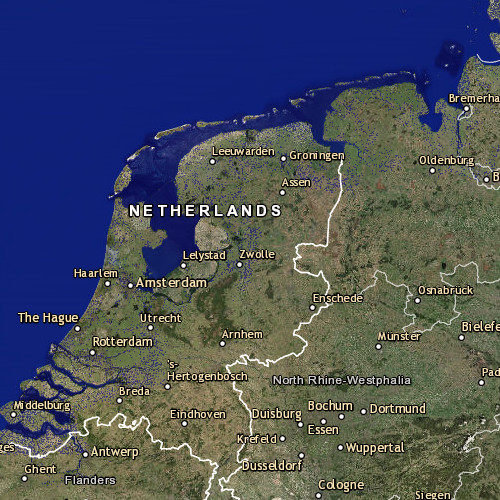 Bremerha
Leeuwarden
Groningen
Oldenburg
B
Assen
NETHERLANDS
Zwolle
Lelystad
Haarlem
Amsterdam
Osnabruck
Enschede
The Hague
Utrecht
Bielefe
Arnhem
Münster
Rotterdam
's-
Hertogenbosch
North Rhine-Westphalia
Pad
Breda
Middelburg
Bochum
Dortmund
Eindhoven
Duisburg
Essen
Krefeld
ges
Antwerp
Wuppertal
Dusseldorf
Ghent
Flanders
Cologne
Siegen